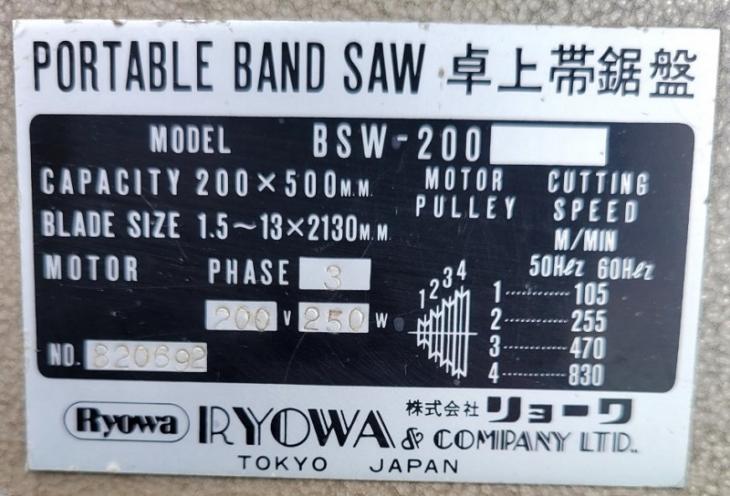 PORTABLE BAND SAW 卓上帯鋸盤
MODEL BSW-200
CAPACITY 200×500M.M.
BLADE SIZE 1.5~13×2130M.M.
MOTOR PHASE 3
200 V 250 W
NO. 820692
MOTOR PULLEY
CUTTING SPEED
M/MIN
50Hz 60Hz
1 2 3 4
1 ---------- 105
2 ---------- 255
3 ---------- 470
4 ---------- 830
Ryowa RYOWA & COMPANY LTD.
株式会社 リョーワ
TOKYO JAPAN